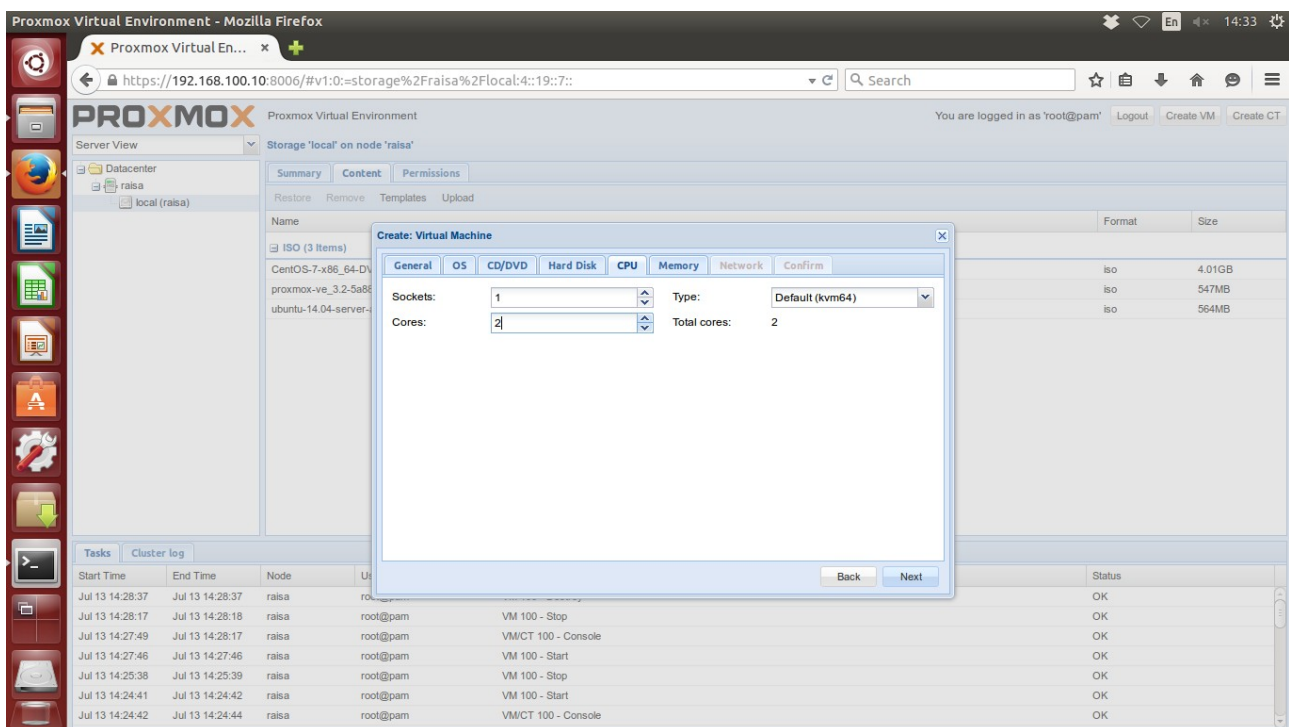 Proxmox Virtual Environment - Mozilla Firefox En 14:33
Proxmox Virtual En... ×
https://192.168.100.10:8006/#v1:0:=storage%2Fraisa%2Flocal:4::19::7:: Search
PROXMOX Proxmox Virtual Environment You are logged in as 'root@pam' Logout Create VM Create CT
Server View Storage 'local' on node 'raisa'
Datacenter Summary Content Permissions
raisa
local (raisa) Restore Remove Templates Upload
Name Format Size
Create: Virtual Machine
ISO (3 Items)
General OS CD/DVD Hard Disk CPU Memory Network Confirm
CentOS-7-x86_64-DV iso 4.01GB
proxmox-ve_3.2-5a88 iso 547MB
ubuntu-14.04-server- iso 564MB
Sockets: 1 Type: Default (kvm64)
Cores: 2 Total cores: 2
Back Next
Tasks Cluster log
Start Time End Time Node Status
Jul 13 14:28:37 Jul 13 14:28:37 raisa OK
Jul 13 14:28:17 Jul 13 14:28:18 raisa root@pam VM 100 - Stop OK
Jul 13 14:27:49 Jul 13 14:28:17 raisa root@pam VM/CT 100 - Console OK
Jul 13 14:27:46 Jul 13 14:27:46 raisa root@pam VM 100 - Start OK
Jul 13 14:25:38 Jul 13 14:25:39 raisa root@pam VM 100 - Stop OK
Jul 13 14:24:41 Jul 13 14:24:42 raisa root@pam VM 100 - Start OK
Jul 13 14:24:42 Jul 13 14:24:44 raisa root@pam VM/CT 100 - Console OK